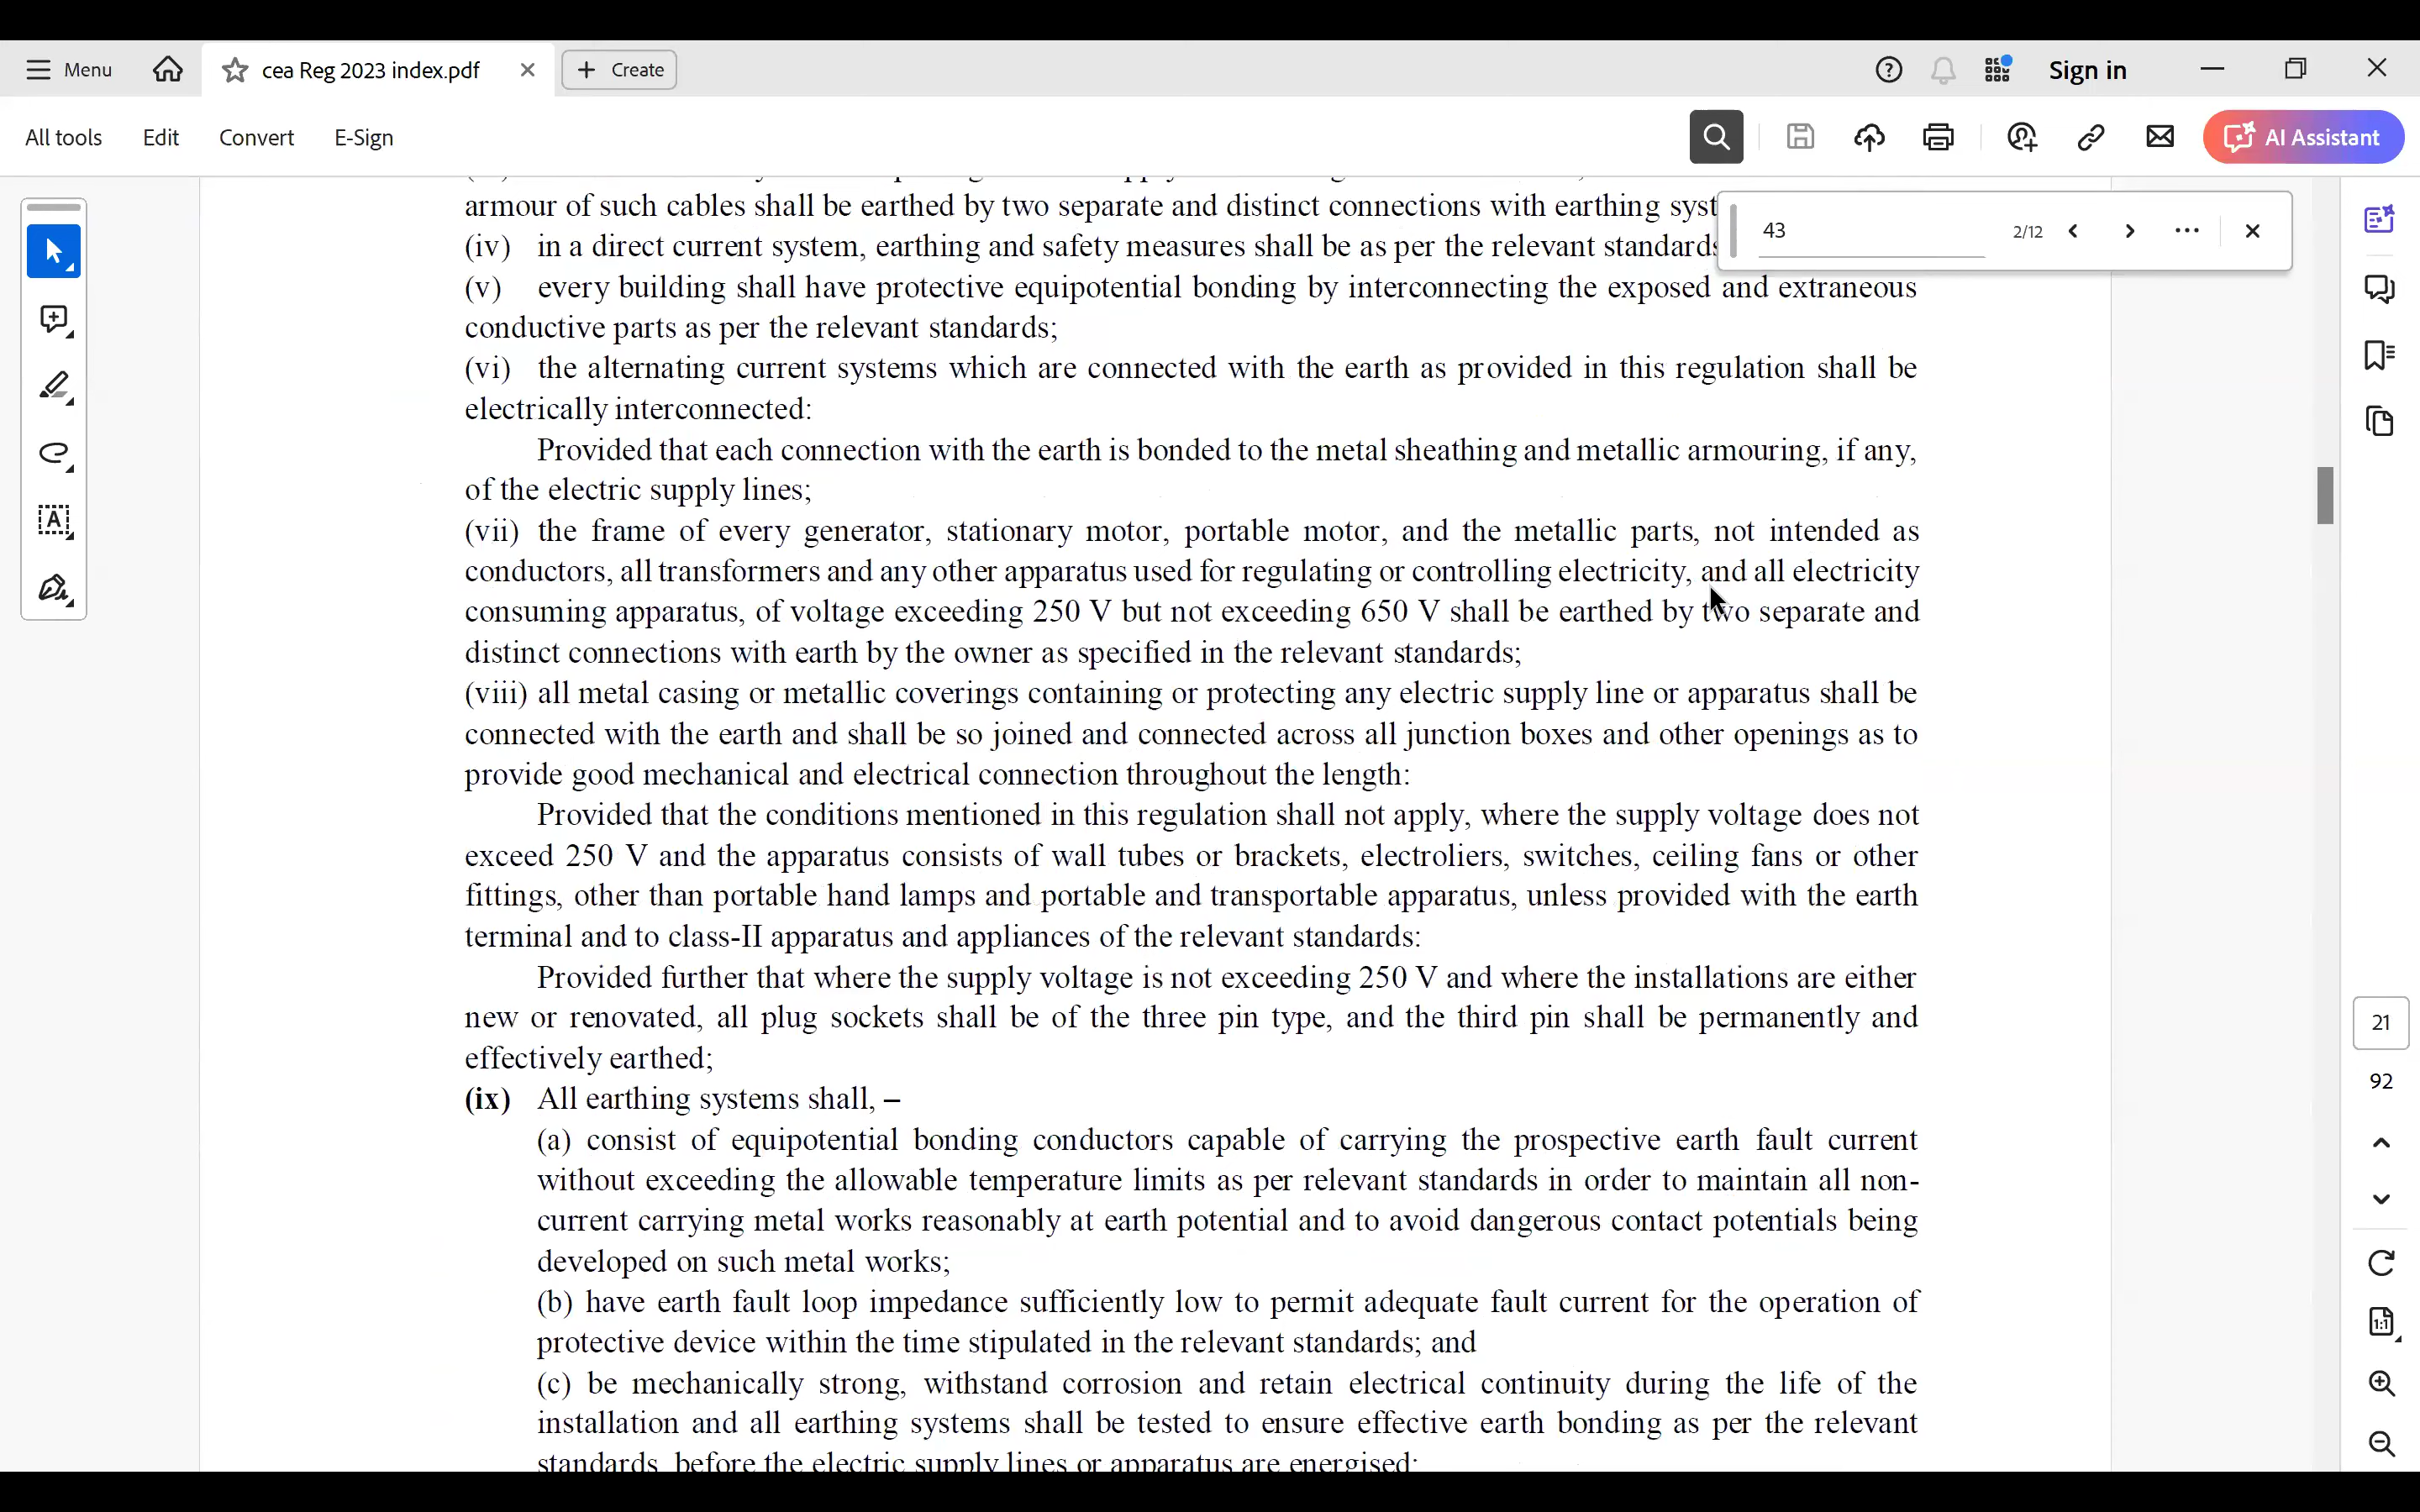 Menu
cea Reg 2023 index.pdf
Create
Sign in
All tools
Edit
Convert
E-Sign
AI Assistant
43
2/12
armour of such cables shall be earthed by two separate and distinct connections with earthing syst
(iv) in a direct current system, earthing and safety measures shall be as per the relevant standards
(v) every building shall have protective equipotential bonding by interconnecting the exposed and extraneous
conductive parts as per the relevant standards;
(vi) the alternating current systems which are connected with the earth as provided in this regulation shall be
electrically interconnected:
Provided that each connection with the earth is bonded to the metal sheathing and metallic armouring, if any,
of the electric supply lines;
(vii) the frame of every generator, stationary motor, portable motor, and the metallic parts, not intended as
conductors, all transformers and any other apparatus used for regulating or controlling electricity, and all electricity
consuming apparatus, of voltage exceeding 250 V but not exceeding 650 V shall be earthed by two separate and
distinct connections with earth by the owner as specified in the relevant standards;
(viii) all metal casing or metallic coverings containing or protecting any electric supply line or apparatus shall be
connected with the earth and shall be so joined and connected across all junction boxes and other openings as to
provide good mechanical and electrical connection throughout the length:
Provided that the conditions mentioned in this regulation shall not apply, where the supply voltage does not
exceed 250 V and the apparatus consists of wall tubes or brackets, electroliers, switches, ceiling fans or other
fittings, other than portable hand lamps and portable and transportable apparatus, unless provided with the earth
terminal and to class-II apparatus and appliances of the relevant standards:
Provided further that where the supply voltage is not exceeding 250 V and where the installations are either
new or renovated, all plug sockets shall be of the three pin type, and the third pin shall be permanently and
effectively earthed;
(ix) All earthing systems shall, –
(a) consist of equipotential bonding conductors capable of carrying the prospective earth fault current
without exceeding the allowable temperature limits as per relevant standards in order to maintain all non-
current carrying metal works reasonably at earth potential and to avoid dangerous contact potentials being
developed on such metal works;
(b) have earth fault loop impedance sufficiently low to permit adequate fault current for the operation of
protective device within the time stipulated in the relevant standards; and
(c) be mechanically strong, withstand corrosion and retain electrical continuity during the life of the
installation and all earthing systems shall be tested to ensure effective earth bonding as per the relevant
standards, before the electric supply lines or apparatus are energised;
21
92